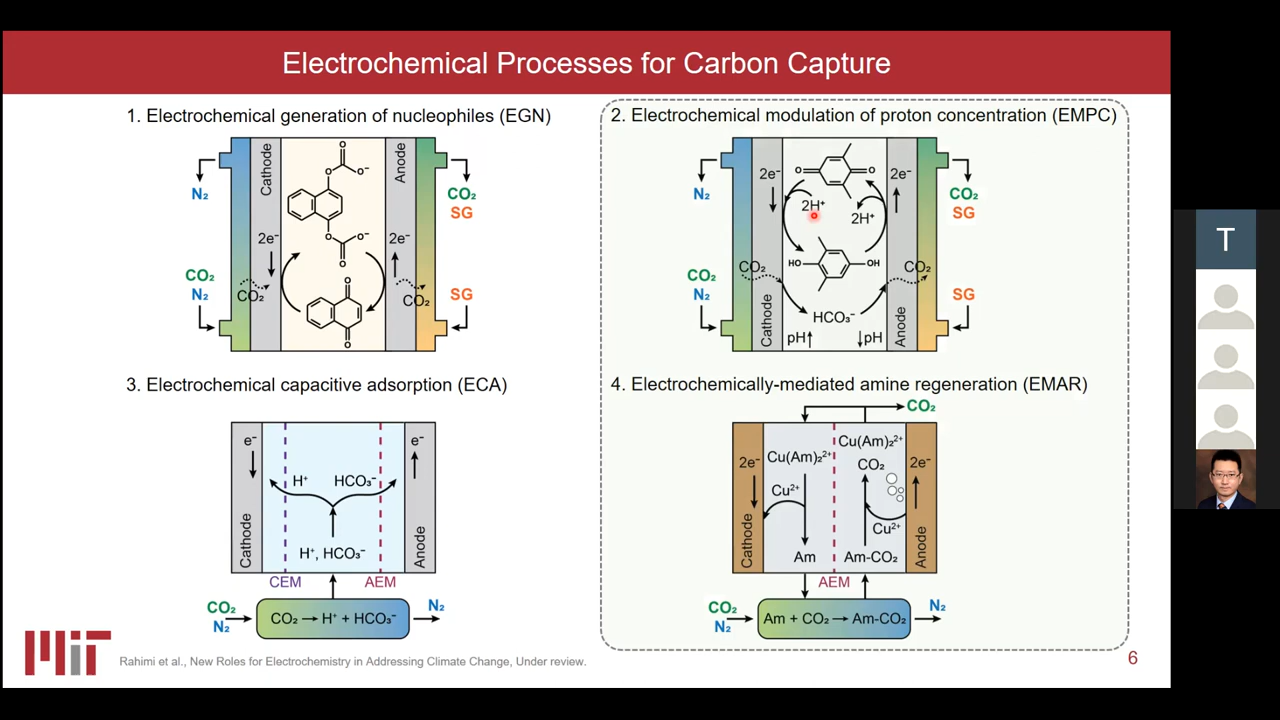 Electrochemical Processes for Carbon Capture
1. Electrochemical generation of nucleophiles (EGN)
Cathode
Anode
O
O⁻
O
N₂
CO₂
SG
O
O⁻
O
2e⁻
2e⁻
CO₂
N₂
CO₂
CO₂
SG
O
O
2. Electrochemical modulation of proton concentration (EMPC)
2e⁻
O
O
2e⁻
N₂
CO₂
SG
2H⁺
2H⁺
HO
OH
CO₂
N₂
CO₂
CO₂
SG
HCO₃⁻
Cathode
Anode
pH↑
↓pH
3. Electrochemical capacitive adsorption (ECA)
e⁻
e⁻
H⁺
HCO₃⁻
Cathode
Anode
H⁺, HCO₃⁻
CEM
AEM
CO₂
N₂
CO₂ → H⁺ + HCO₃⁻
N₂
4. Electrochemically-mediated amine regeneration (EMAR)
CO₂
Cu(Am)₂²⁺
Cu(Am)₂²⁺
2e⁻
CO₂
2e⁻
Cu²⁺
Cu²⁺
Cathode
Anode
Am
Am-CO₂
AEM
CO₂
N₂
Am + CO₂ → Am-CO₂
N₂
MIT
Rahimi et al., New Roles for Electrochemistry in Addressing Climate Change, Under review.
6
T